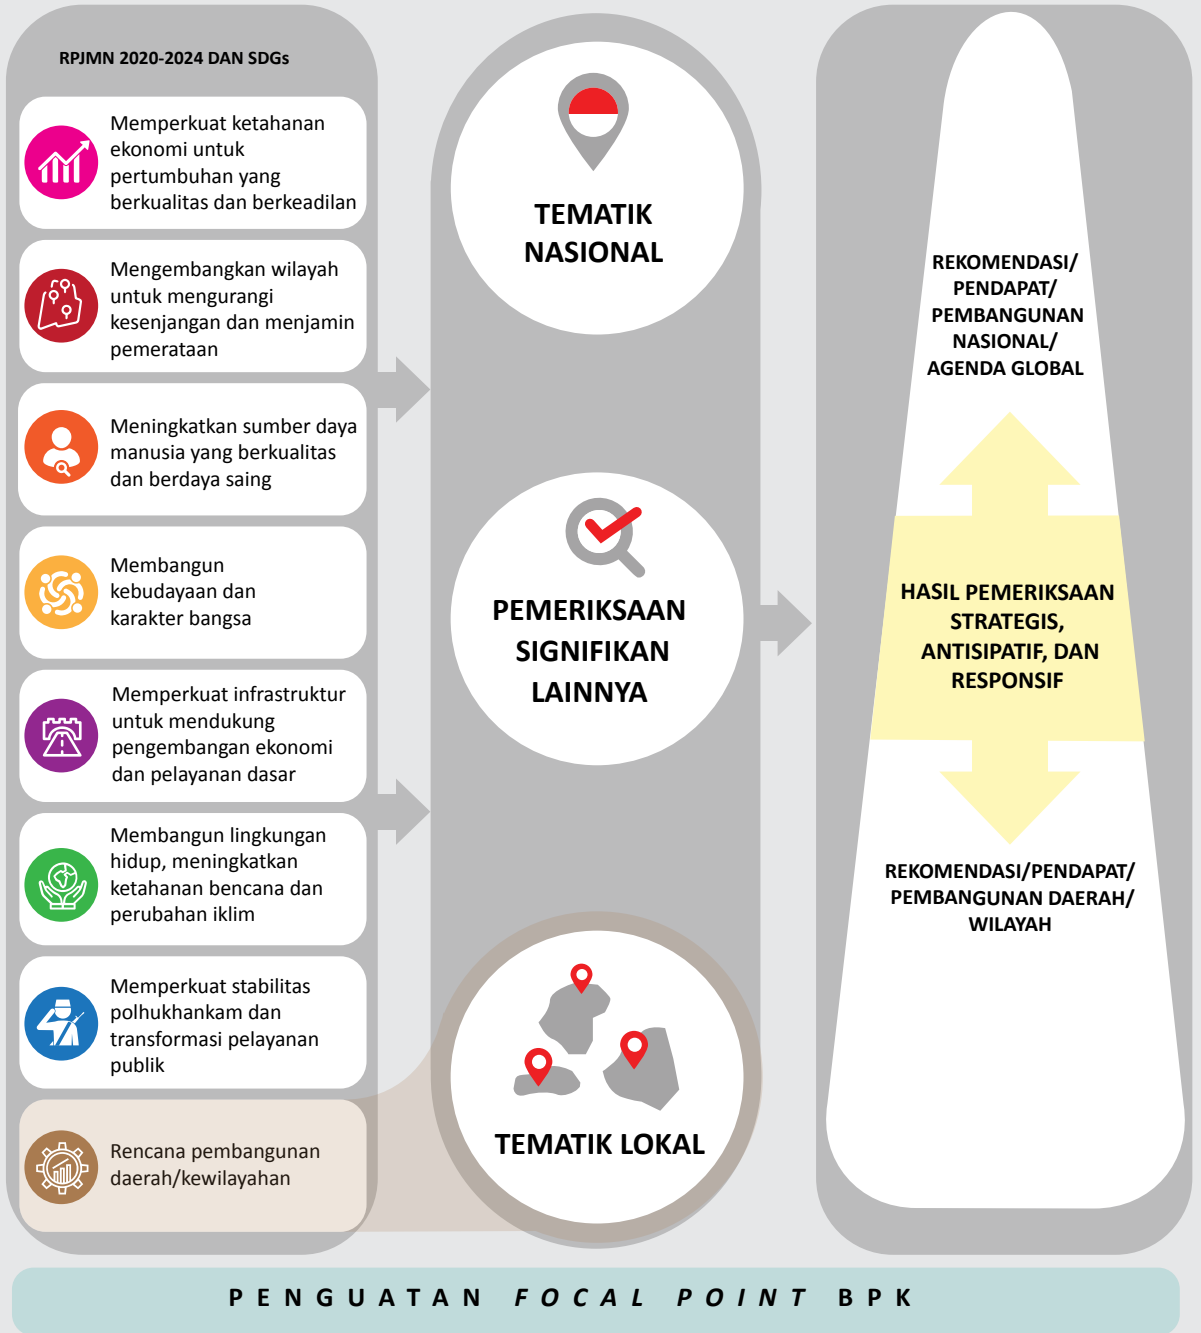 RPJMN 2020-2024 DAN SDGs
Memperkuat ketahanan
ekonomi untuk
pertumbuhan yang
berkualitas dan berkeadilan
Mengembangkan wilayah
untuk mengurangi
kesenjangan dan menjamin
pemerataan
Meningkatkan sumber daya
manusia yang berkualitas
dan berdaya saing
Membangun
kebudayaan dan
karakter bangsa
Memperkuat infrastruktur
untuk mendukung
pengembangan ekonomi
dan pelayanan dasar
Membangun lingkungan
hidup, meningkatkan
ketahanan bencana dan
perubahan iklim
Memperkuat stabilitas
polhukhankam dan
transformasi pelayanan
publik
Rencana pembangunan
daerah/kewilayahan
TEMATIK
NASIONAL
PEMERIKSAAN
SIGNIFIKAN
LAINNYA
TEMATIK LOKAL
REKOMENDASI/
PENDAPAT/
PEMBANGUNAN
NASIONAL/
AGENDA GLOBAL
HASIL PEMERIKSAAN
STRATEGIS,
ANTISIPATIF, DAN
RESPONSIF
REKOMENDASI/PENDAPAT/
PEMBANGUNAN DAERAH/
WILAYAH
PENGUATAN FOCAL POINT BPK